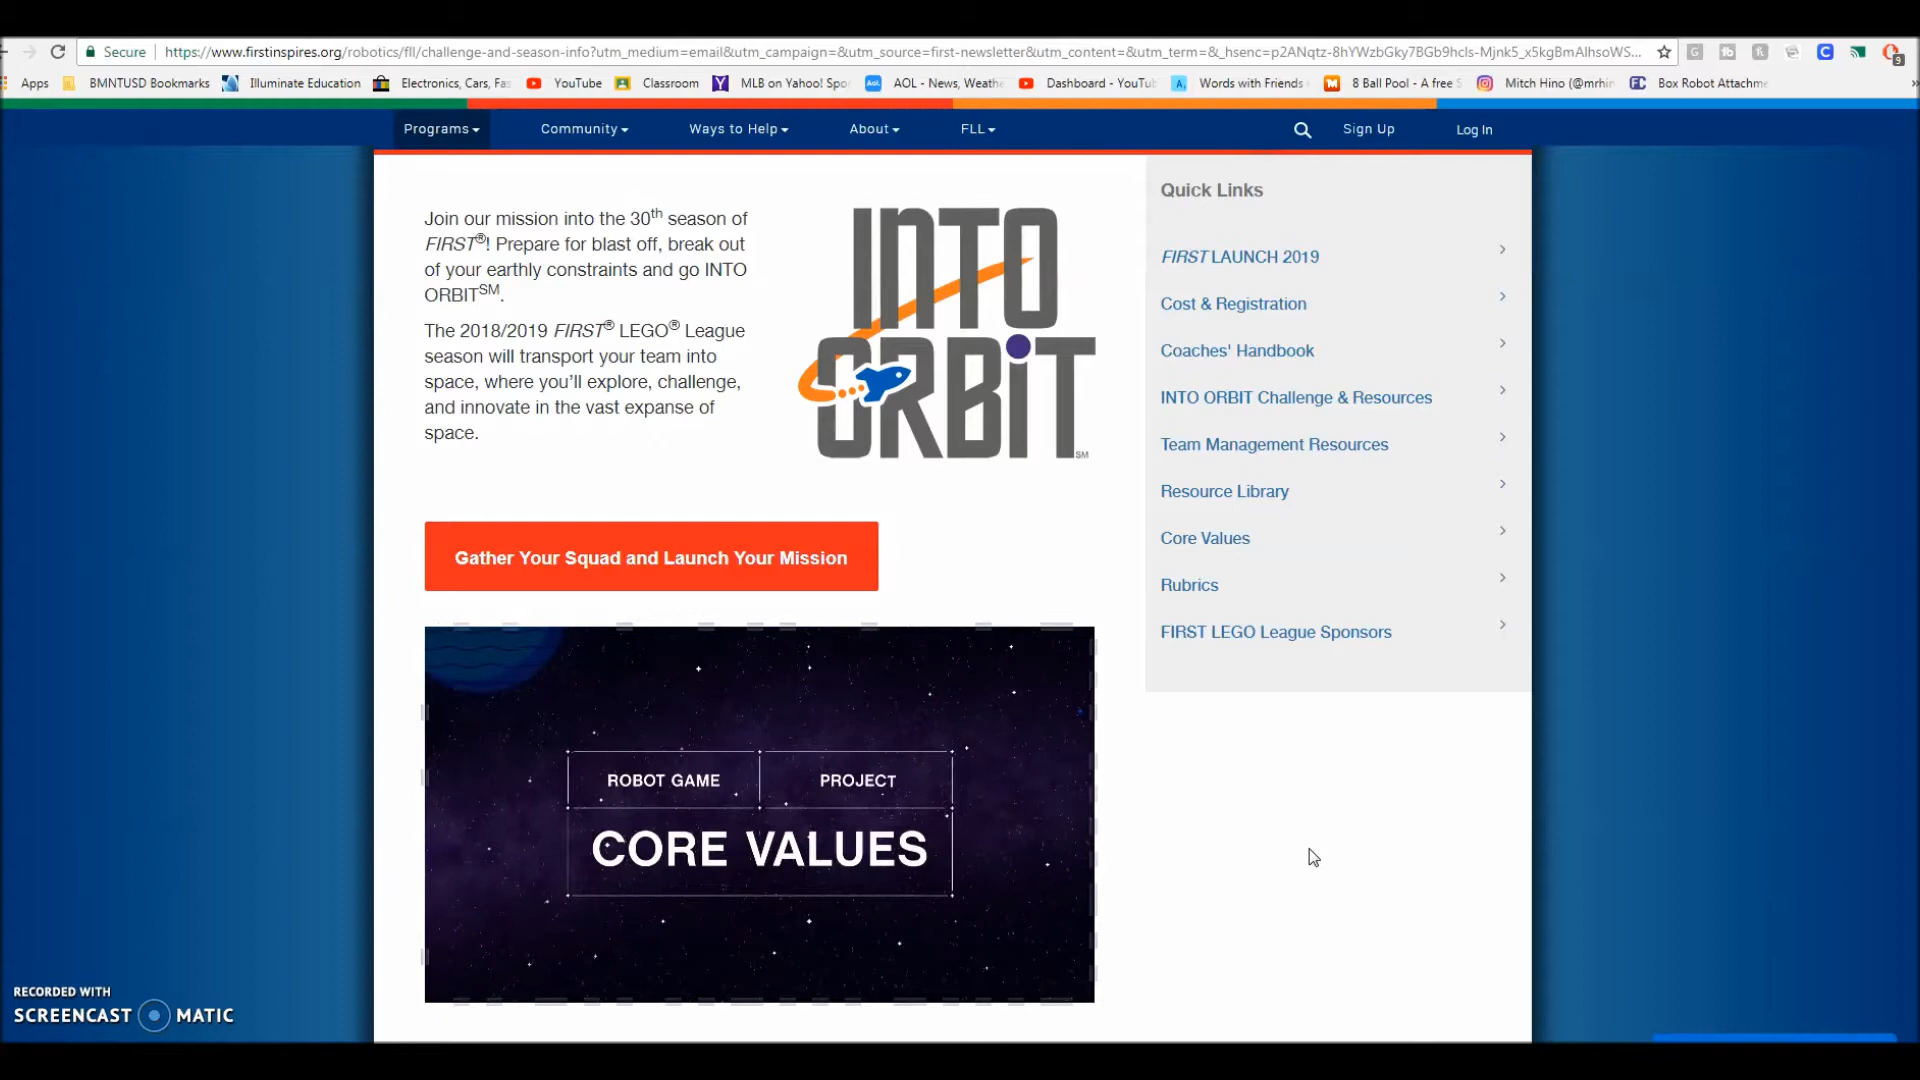 Secure https://www.firstinspires.org/robotics/fll/challenge-and-season-info?utm_medium=email&utm_campaign=&utm_source=first-newsletter&utm_content=&utm_term=&_hsenc=p2ANqtz-8hYWzbGky7BGb9hcls-Mjnk5_x5kgBmAlhsoWS...
Apps BMNTUSD Bookmarks Illuminate Education Electronics, Cars, Fas YouTube Classroom MLB on Yahoo! Spo AOL - News, Weathe Dashboard - YouTub Words with Friends 8 Ball Pool - A free S Mitch Hino (@mrhin Box Robot Attachme »
9
Programs Community Ways to Help About FLL Sign Up Log In
Join our mission into the 30th season of
FIRST®! Prepare for blast off, break out
of your earthly constraints and go INTO
ORBITSM.
The 2018/2019 FIRST® LEGO® League
season will transport your team into
space, where you’ll explore, challenge,
and innovate in the vast expanse of
space.
INTO
ORBiT
SM
Gather Your Squad and Launch Your Mission
ROBOT GAME PROJECT
CORE VALUES
Quick Links
FIRST LAUNCH 2019
Cost & Registration
Coaches' Handbook
INTO ORBIT Challenge & Resources
Team Management Resources
Resource Library
Core Values
Rubrics
FIRST LEGO League Sponsors
RECORDED WITH
SCREENCAST MATIC